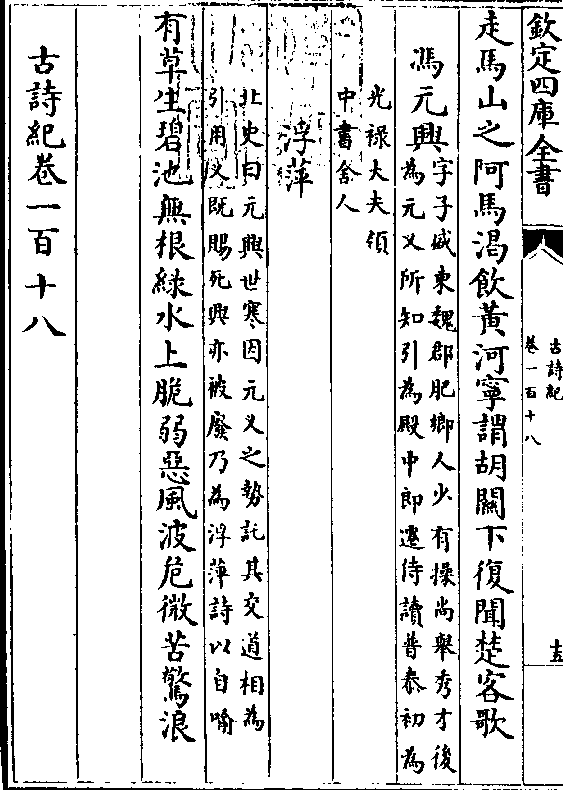 欽定四庫全書
古詩紀
卷一百十八
十五
走馬山之阿馬渴飲黃河寧謂胡關下復聞楚客歌
馮元興
字子盛東魏郡肥鄉人少有操尚舉秀才後
為元乂所知引為殿中郎遷侍讀普泰初為
光祿大夫領
中書舍人
浮萍
北史曰元興世寒因元乂之勢託其交道相為
引用乂既賜死興亦被廢乃為浮萍詩以自喻
有草生碧池無根綠水上脆弱惡風波危微苦驚浪
古詩紀卷一百十八